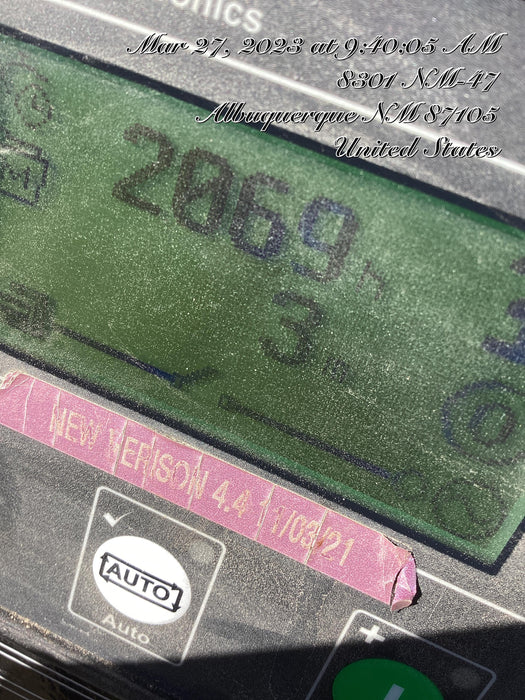 onics
Mar 27, 2023 at 9:40:05 AM
8301 NM-47
Albuquerque NM 87105
United States
2069 h
3
NEW VERISON 4.4 11/03/21
AUTO
Auto